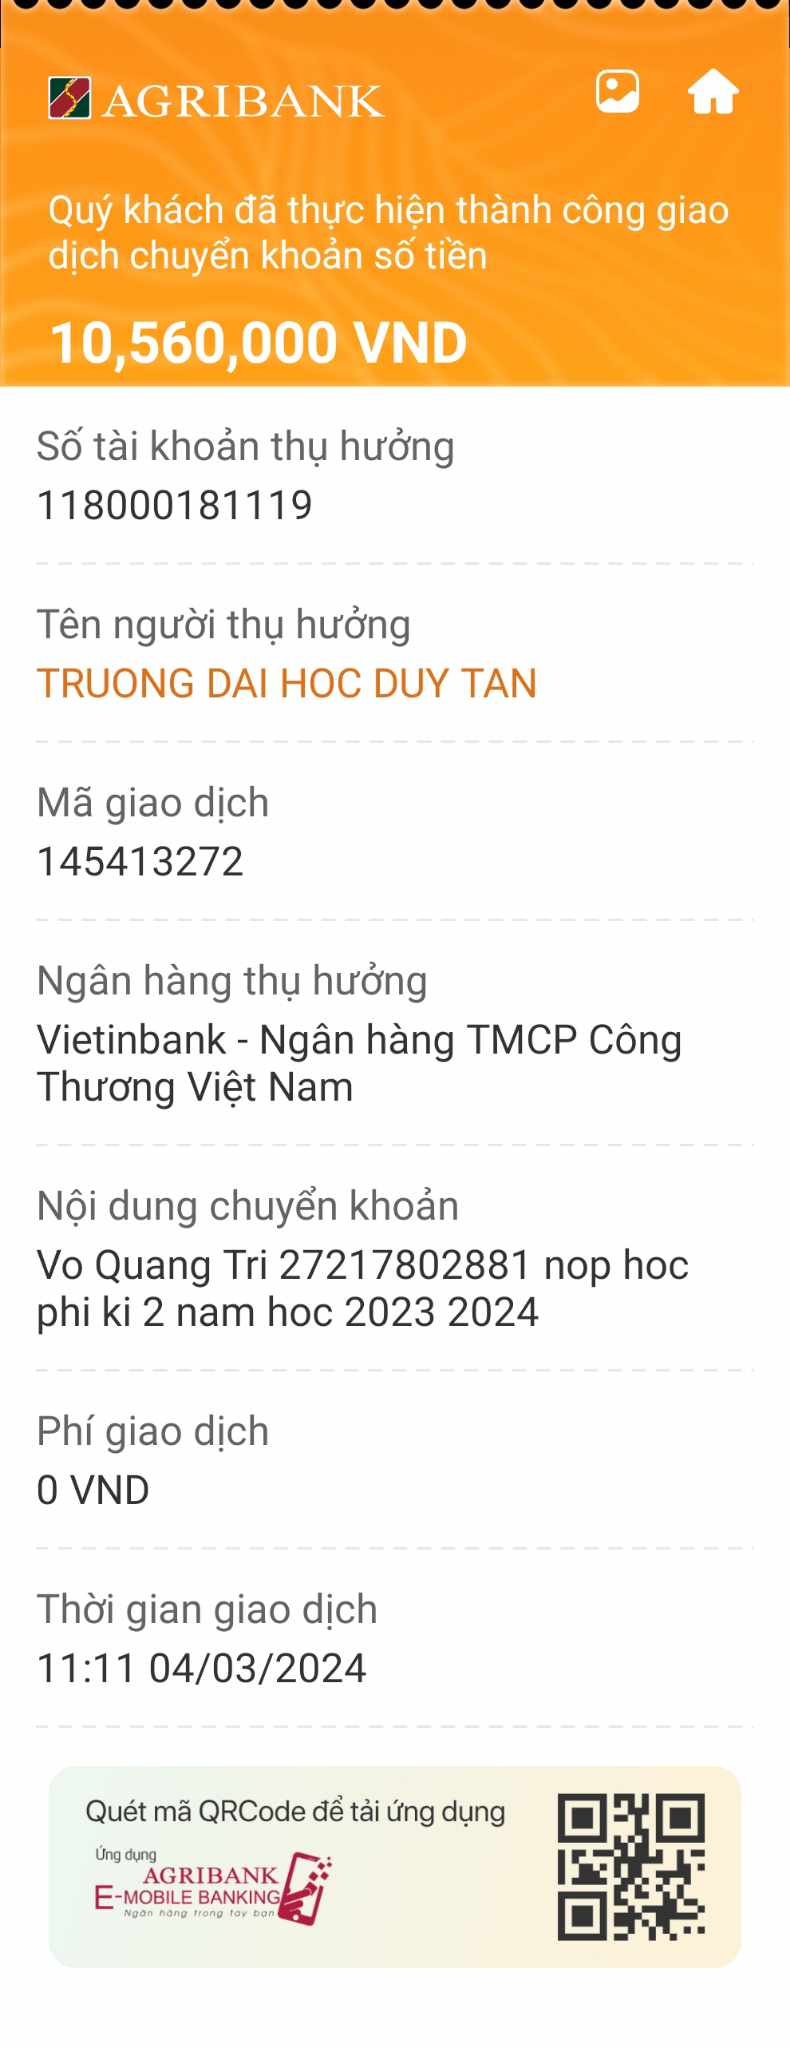 AGRIBANK
Quý khách đã thực hiện thành công giao
dịch chuyển khoản số tiền
10,560,000 VND
Số tài khoản thụ hưởng
118000181119
Tên người thụ hưởng
TRUONG DAI HOC DUY TAN
Mã giao dịch
145413272
Ngân hàng thụ hưởng
Vietinbank - Ngân hàng TMCP Công
Thương Việt Nam
Nội dung chuyển khoản
Vo Quang Tri 27217802881 nop hoc
phi ki 2 nam hoc 2023 2024
Phí giao dịch
0 VND
Thời gian giao dịch
11:11 04/03/2024
Quét mã QRCode để tải ứng dụng
Ứng dụng
AGRIBANK
E-MOBILE BANKING
Ngân hàng trong tay bạn